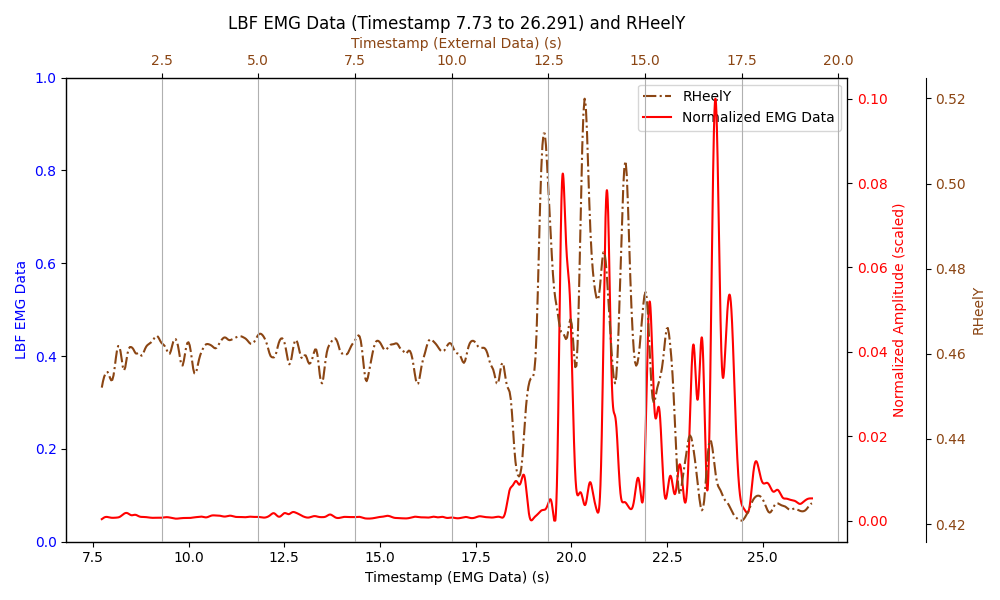 LBF EMG Data (Timestamp 7.73 to 26.291) and RHeelY
Timestamp (External Data) (s)
2.5 5.0 7.5 10.0 12.5 15.0 17.5 20.0
1.0
0.8
0.6
0.4
0.2
0.0
LBF EMG Data
RHeelY
Normalized EMG Data
0.10
0.08
0.06
0.04
0.02
0.00
Normalized Amplitude (scaled)
0.52
0.50
0.48
0.46
0.44
0.42
RHeelY
7.5 10.0 12.5 15.0 17.5 20.0 22.5 25.0
Timestamp (EMG Data) (s)